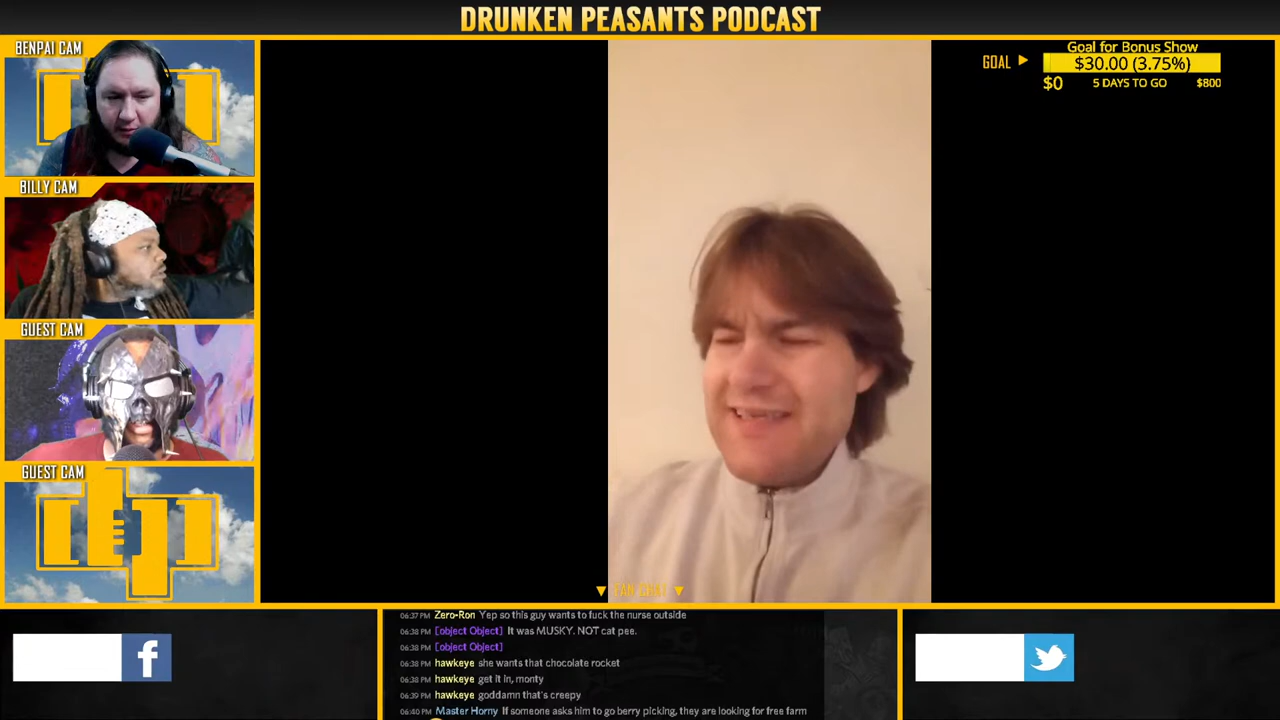 DRUNKEN PEASANTS PODCAST
BENPAI CAM
BILLY CAM
GUEST CAM
GUEST CAM
Goal for Bonus Show
GOAL
$30.00 (3.75%)
$0
5 DAYS TO GO
$800
FAN CHAT
06:37 PM Zero-Ron Yep so this guy wants to fuck the nurse outside
06:38 PM [object Object] It was MUSKY. NOT cat pee.
06:38 PM [object Object]
06:38 PM hawkeye she wants that chocolate rocket
06:38 PM hawkeye get it in, monty
06:39 PM hawkeye goddamn that's creepy
06:40 PM Master Horny If someone asks him to go berry picking, they are looking for free farm